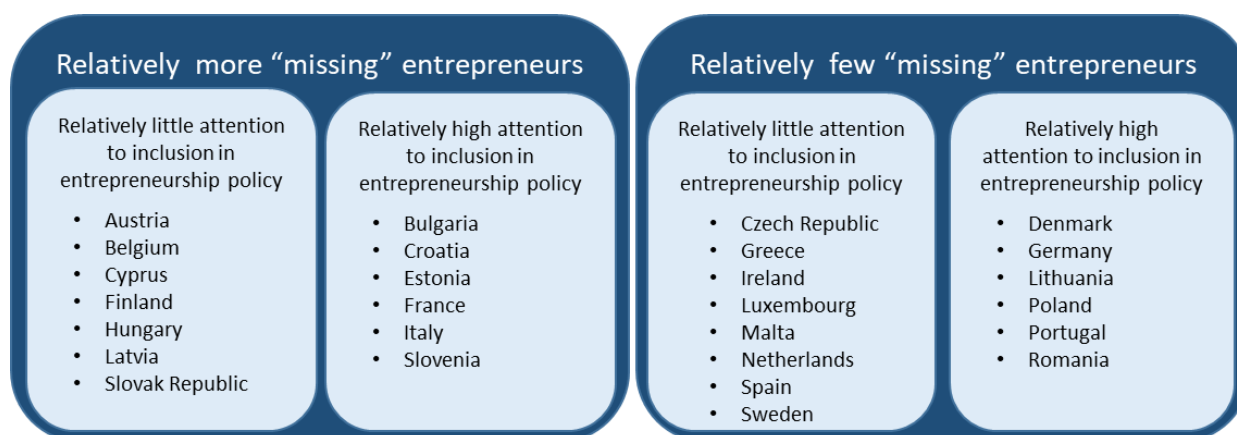 Relatively more “missing” entrepreneurs
Relatively little attention
to inclusion in
entrepreneurship policy
• Austria
• Belgium
• Cyprus
• Finland
• Hungary
• Latvia
• Slovak Republic
Relatively high attention
to inclusion in
entrepreneurship policy
• Bulgaria
• Croatia
• Estonia
• France
• Italy
• Slovenia
Relatively few “missing” entrepreneurs
Relatively little attention
to inclusion in
entrepreneurship policy
• Czech Republic
• Greece
• Ireland
• Luxembourg
• Malta
• Netherlands
• Spain
• Sweden
Relatively high
attention to inclusion in
entrepreneurship policy
• Denmark
• Germany
• Lithuania
• Poland
• Portugal
• Romania